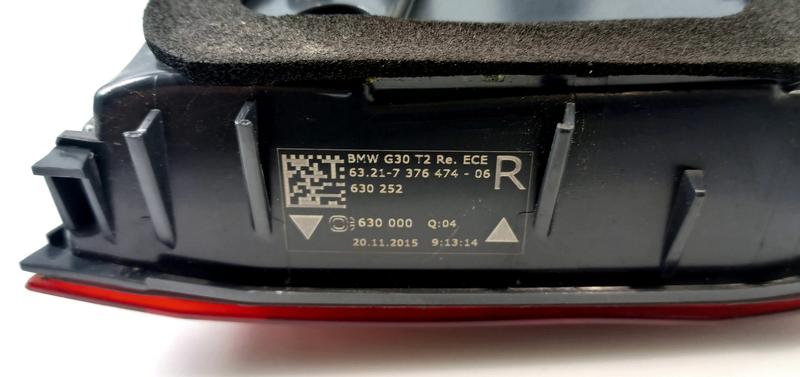 BMW G30 T2 Re. ECE
63.21-7 376 474 - 06 R
630 252
630 000 Q:04
20.11.2015 9:13:14